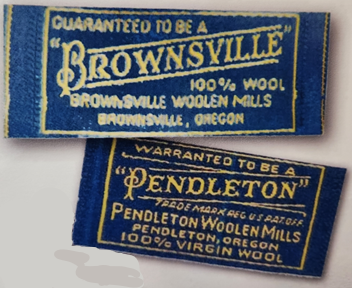 GUARANTEED TO BE A
"BROWNSVILLE"
100% WOOL
BROWNSVILLE WOOLEN MILLS
BROWNSVILLE, OREGON
WARRANTED TO BE A
"PENDLETON"
TRADE MARK REG US PAT. OFF.
PENDLETON WOOLEN MILLS
PENDLETON, OREGON
100% VIRGIN WOOL